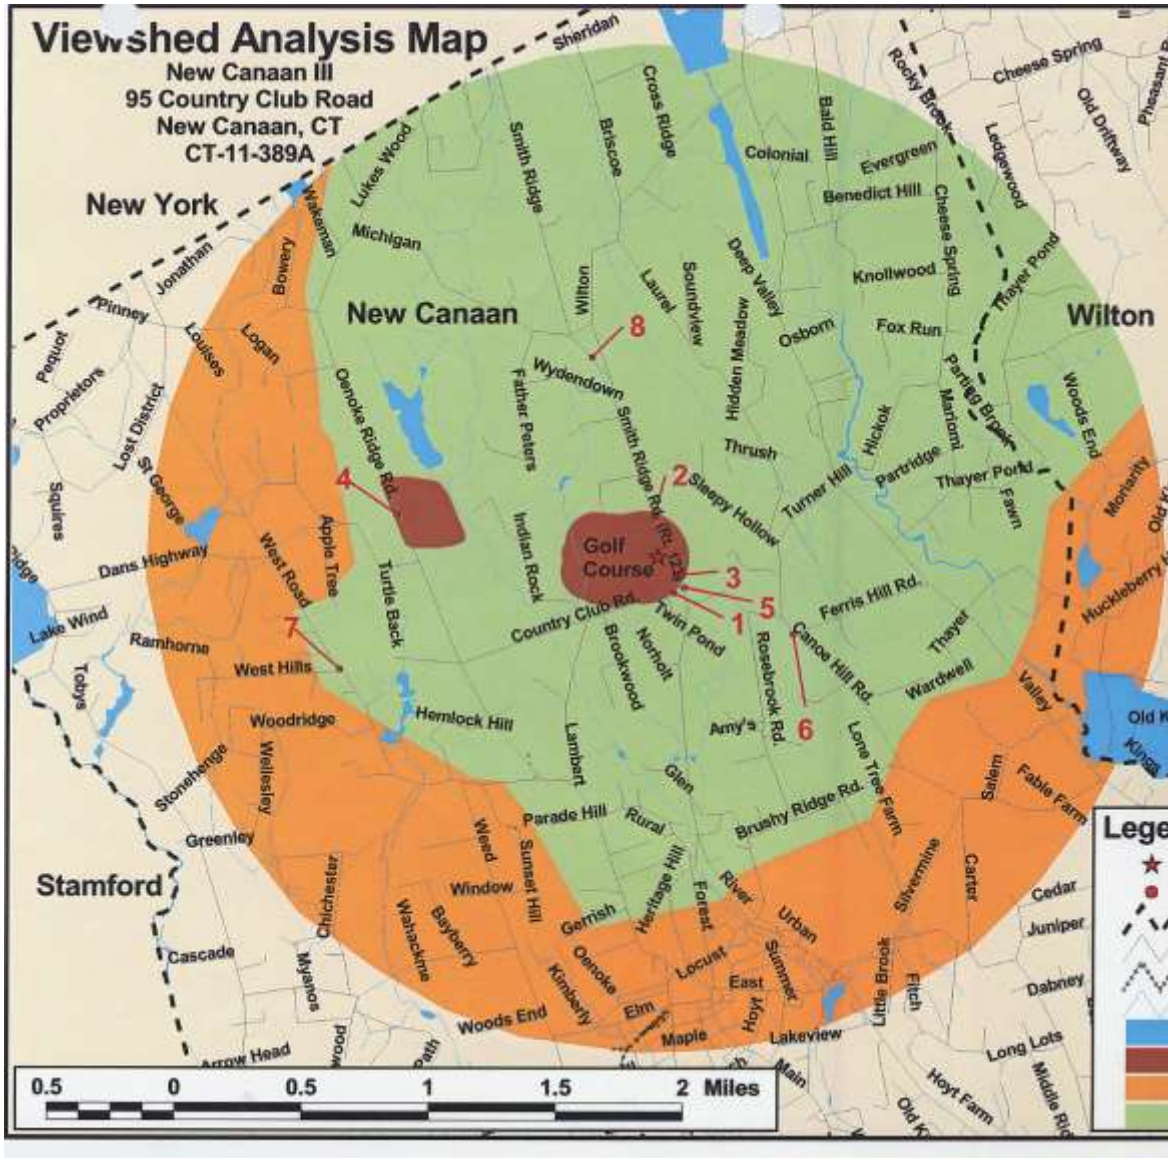 Viewshed Analysis Map
New Canaan III
95 Country Club Road
New Canaan, CT
CT-11-389A
New York
New Canaan
Wilton
Stamford
Sheridan
Cheese Spring
Rocky Brook
Old Driftway
Ledgewood
Cross Ridge
Briscoe
Smith Ridge
Lukes Wood
Colonial
Bald Hill
Evergreen
Benedict Hill
Cheese Spring
Wakeman
Michigan
Bowery
Jonathan
Pinney
Deep Valley
Thayer Pond
Knollwood
Soundview
Laurel
Wilton
8
Osborn
Fox Run
Louises
Logan
Pequot
Proprietors
Lost District
Wydendown
Hidden Meadow
Parting Brook
Woods End
Oenoke Ridge Rd.
Father Peters
Smith Ridge Rd. (Rt. 123)
Hickok
Mariomi
Thrush
Partridge
Thayer Pond
Moriarity
St George
4
2
Sleepy Hollow
Turner Hill
Fawn
Squires
Apple Tree
West Road
Indian Rock
Golf
Course
3
5
1
Dans Highway
Turtle Back
Country Club Rd.
Twin Pond
Ferris Hill Rd.
Lake Wind
Ramhorne
7
West Hills
Tobys
Brookwood
Norholt
Rosebrook Rd.
Canoe Hill Rd.
Thayer
Wardwell
Valley
Woodridge
Hemlock Hill
Amy's
6
Lone Tree Farm
Stonehenge
Wellesley
Lambert
Glen
Brushy Ridge Rd.
Salem
Fable Farm
Kings
Greenley
Parade Hill
Rural
Weed
Sunset Hill
Window
Heritage Hill
Forest
River
Silvermine
Carter
Cedar
Juniper
Chichester
Wahackme
Bayberry
Gerrish
Urban
Cascade
Myanos
Oenoke
Kimberly
Locust
East
Summer
Little Brook
Fitch
Dabney
Woods End
Elm
Hoyt
Maple
Lakeview
Long Lots
Arrow Head
Path
Main
Hoyt Farm
0.5 0 0.5 1 1.5 2 Miles